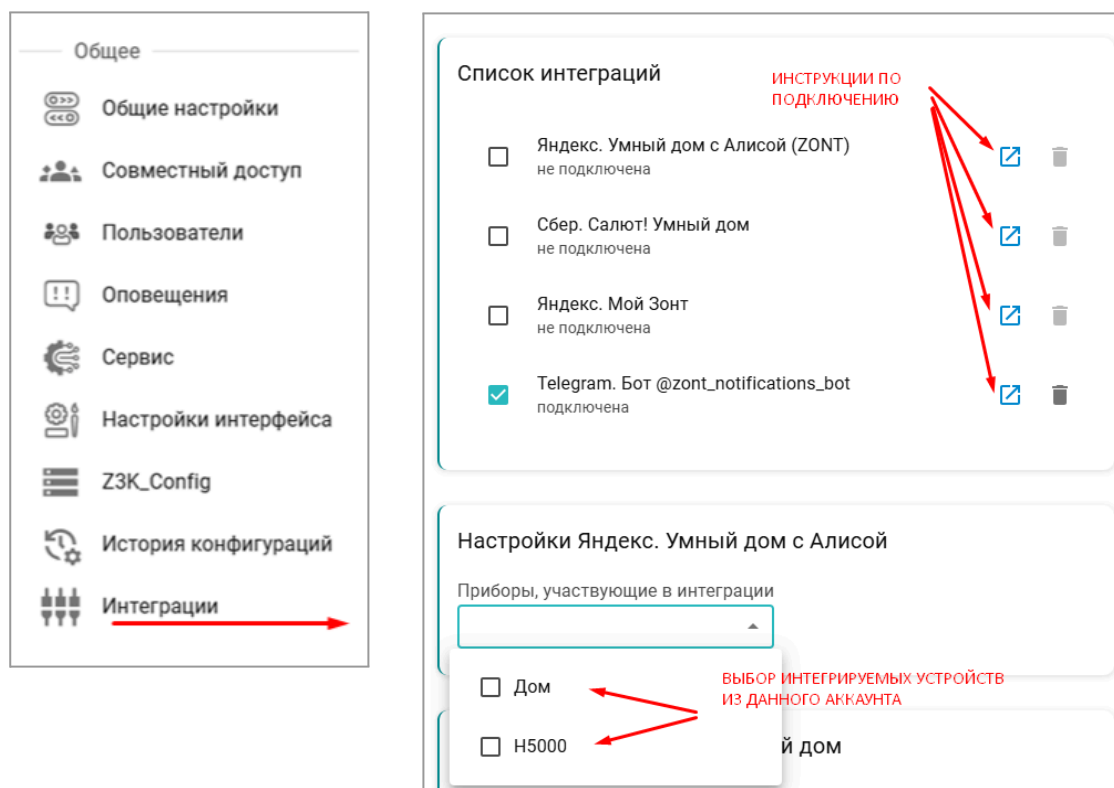 Общее
Общие настройки
Совместный доступ
Пользователи
Оповещения
Сервис
Настройки интерфейса
Z3K_Config
История конфигураций
Интеграции
Список интеграций
ИНСТРУКЦИИ ПО
ПОДКЛЮЧЕНИЮ
Яндекс. Умный дом с Алисой (ZONT)
не подключена
Сбер. Салют! Умный дом
не подключена
Яндекс. Мой Зонт
не подключена
Telegram. Бот @zont_notifications_bot
подключена
Настройки Яндекс. Умный дом с Алисой
Приборы, участвующие в интеграции
Дом
ВЫБОР ИНТЕГРИРУЕМЫХ УСТРОЙСТВ
ИЗ ДАННОГО АККАУНТА
H5000
й дом